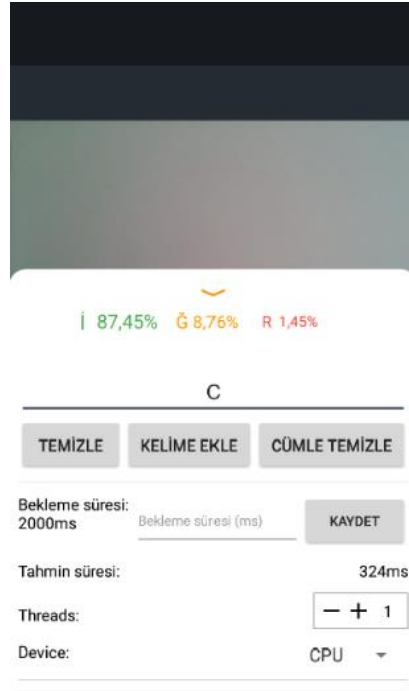 İ 87,45% Ğ 8,76% R 1,45%
C
TEMİZLE KELİME EKLE CÜMLE TEMİZLE
Bekleme süresi:
2000ms Bekleme süresi (ms) KAYDET
Tahmin süresi: 324ms
Threads: − + 1
Device: CPU